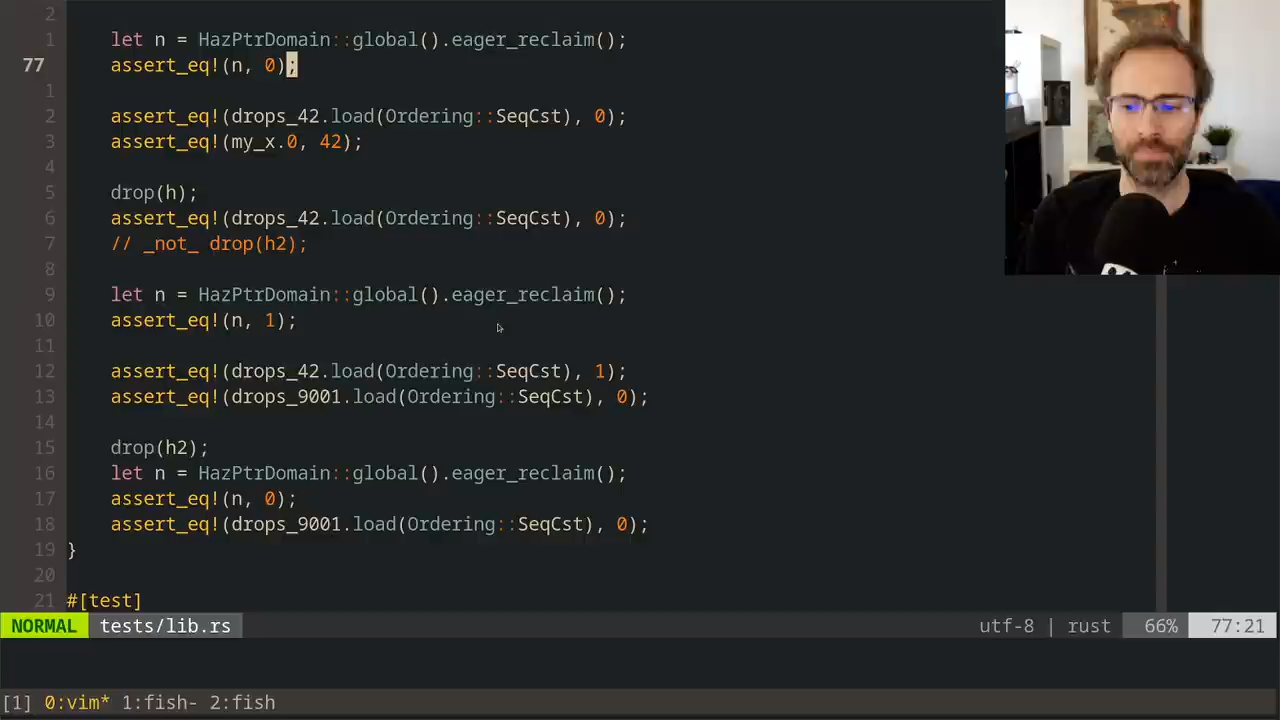 2
1 let n = HazPtrDomain::global().eager_reclaim();
77 assert_eq!(n, 0);
1
2 assert_eq!(drops_42.load(Ordering::SeqCst), 0);
3 assert_eq!(my_x.0, 42);
4
5 drop(h);
6 assert_eq!(drops_42.load(Ordering::SeqCst), 0);
7 // _not_ drop(h2);
8
9 let n = HazPtrDomain::global().eager_reclaim();
10 assert_eq!(n, 1);
11
12 assert_eq!(drops_42.load(Ordering::SeqCst), 1);
13 assert_eq!(drops_9001.load(Ordering::SeqCst), 0);
14
15 drop(h2);
16 let n = HazPtrDomain::global().eager_reclaim();
17 assert_eq!(n, 0);
18 assert_eq!(drops_9001.load(Ordering::SeqCst), 0);
19 }
20
21 #[test]
NORMAL tests/lib.rs utf-8 | rust 66% 77:21
[1] 0:vim* 1:fish- 2:fish